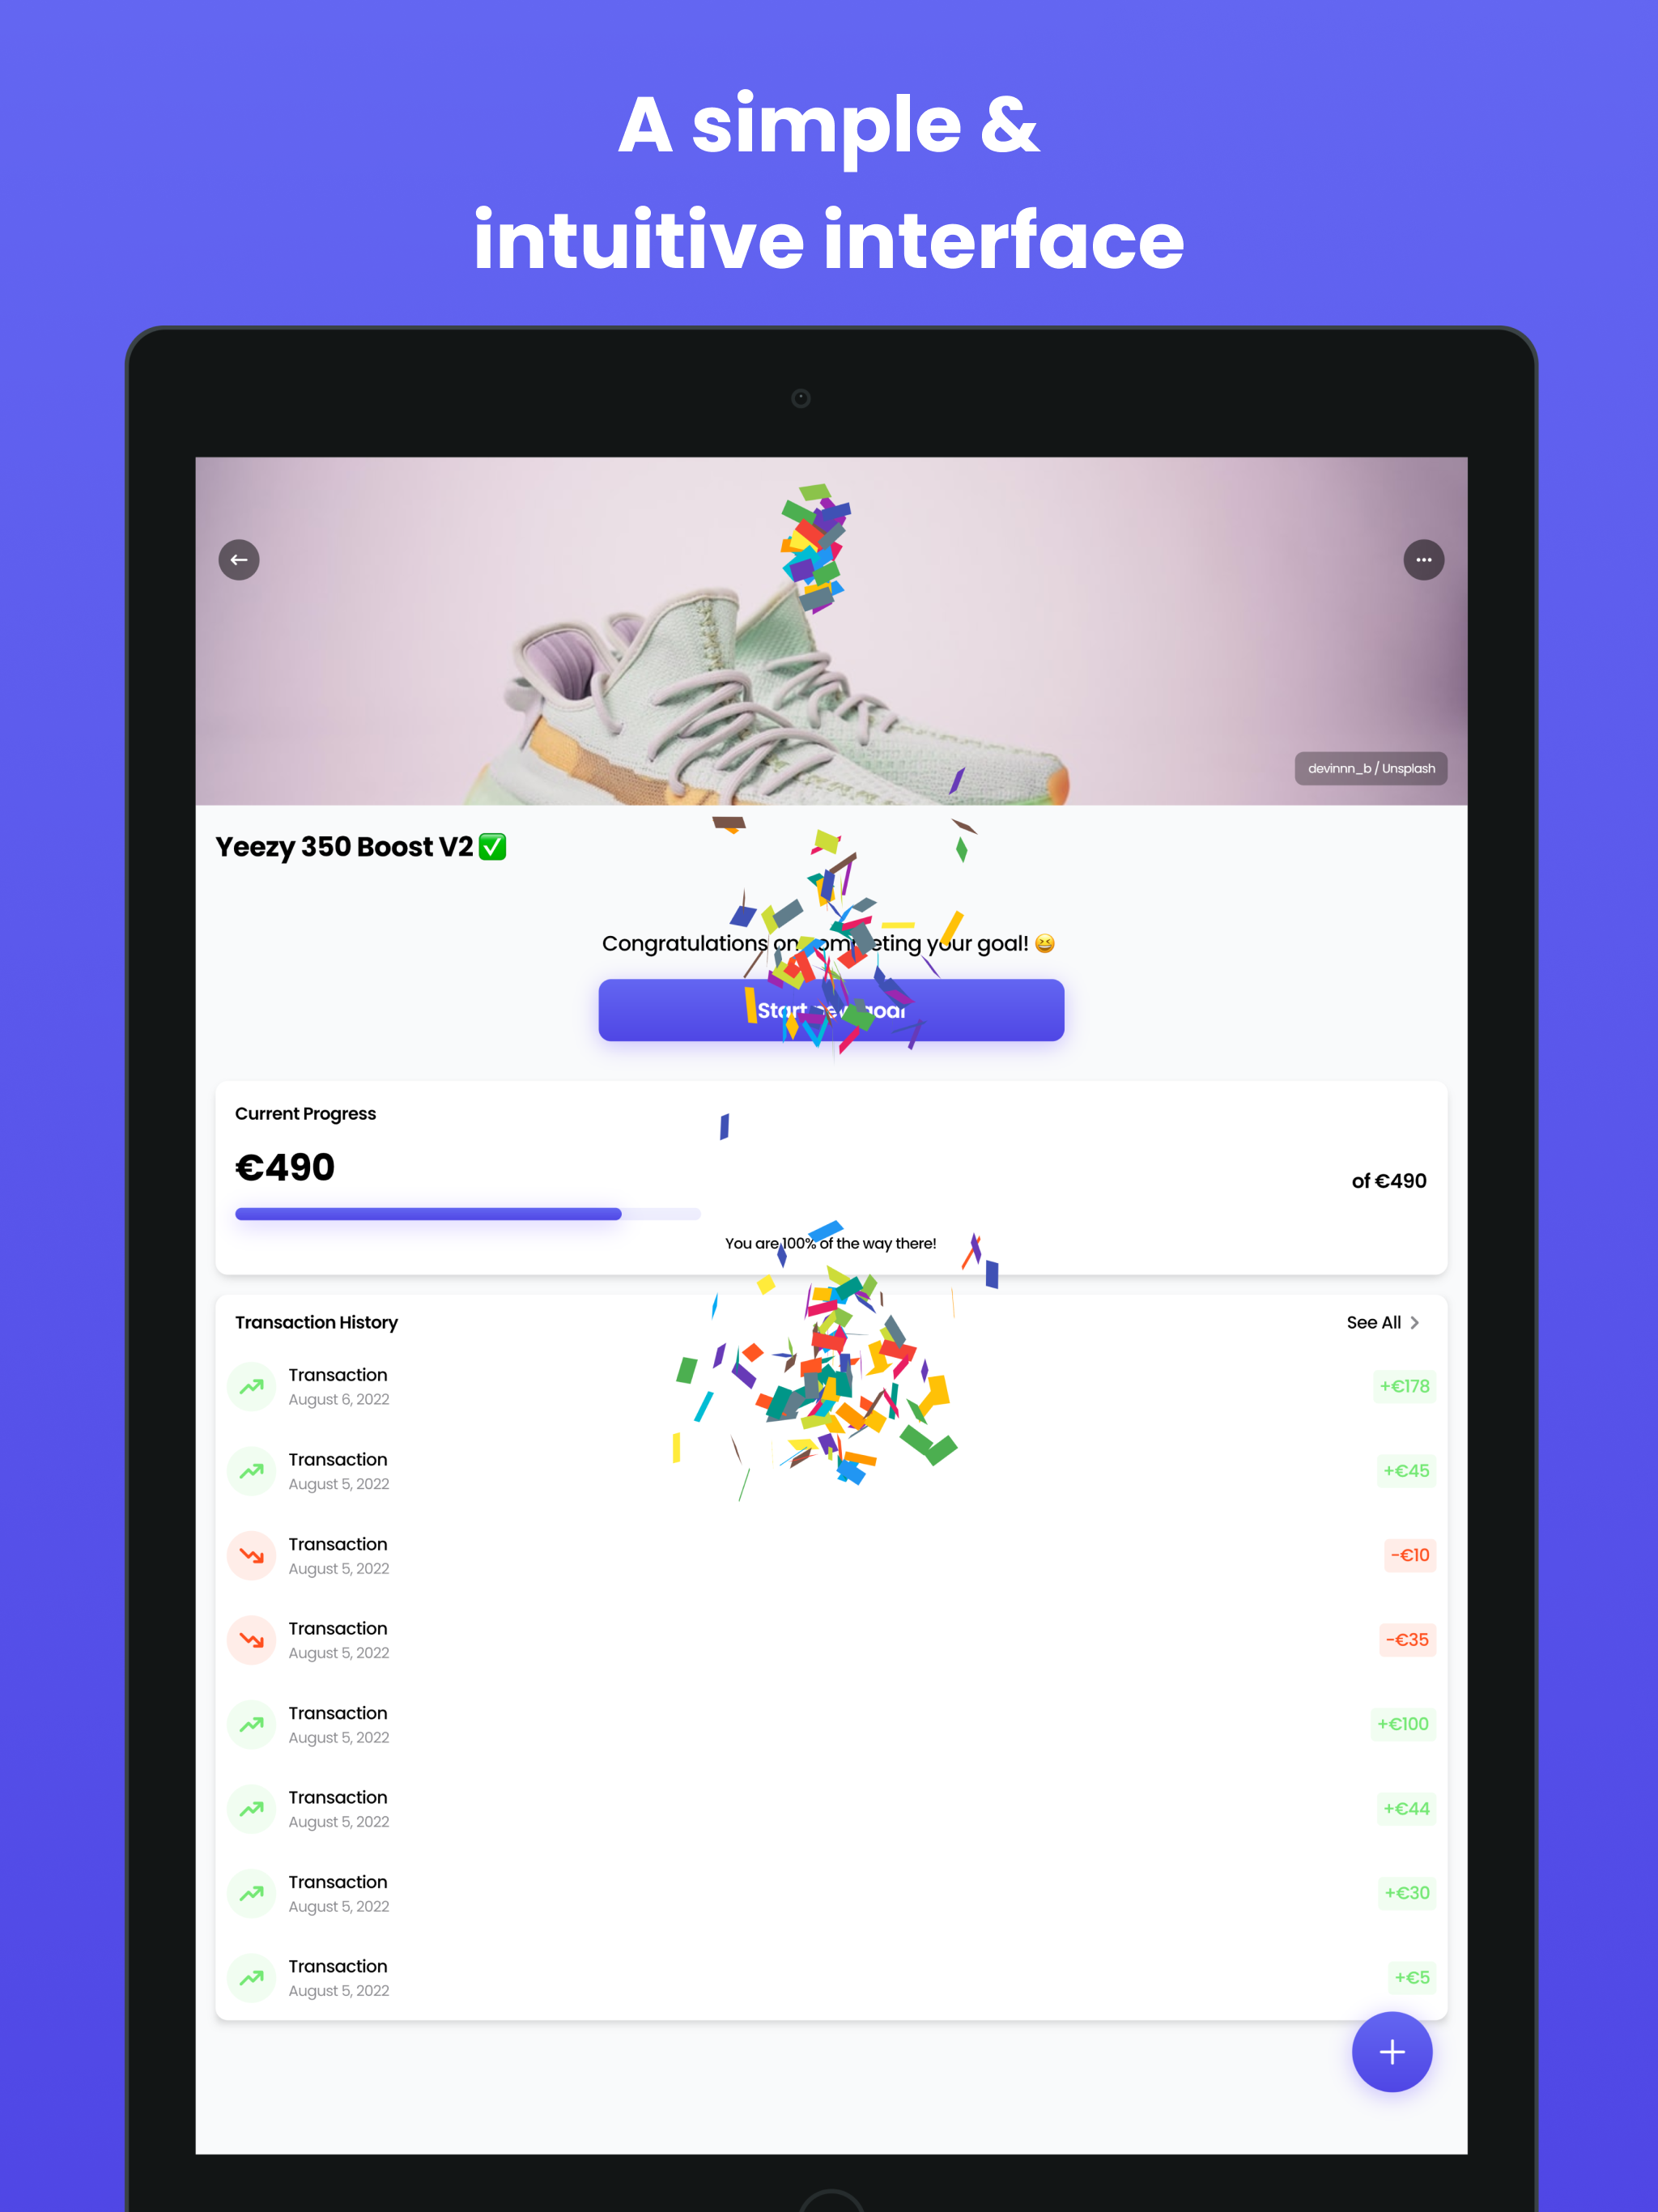 A simple &
intuitive interface
devinnn_b / Unsplash
Yeezy 350 Boost V2 ✅
Congratulations on completing your goal! 😆
Start new goal
Current Progress
€490
of €490
You are 100% of the way there!
Transaction History
See All
Transaction
August 6, 2022
+€178
Transaction
August 5, 2022
+€45
Transaction
August 5, 2022
-€10
Transaction
August 5, 2022
-€35
Transaction
August 5, 2022
+€100
Transaction
August 5, 2022
+€44
Transaction
August 5, 2022
+€30
Transaction
August 5, 2022
+€5